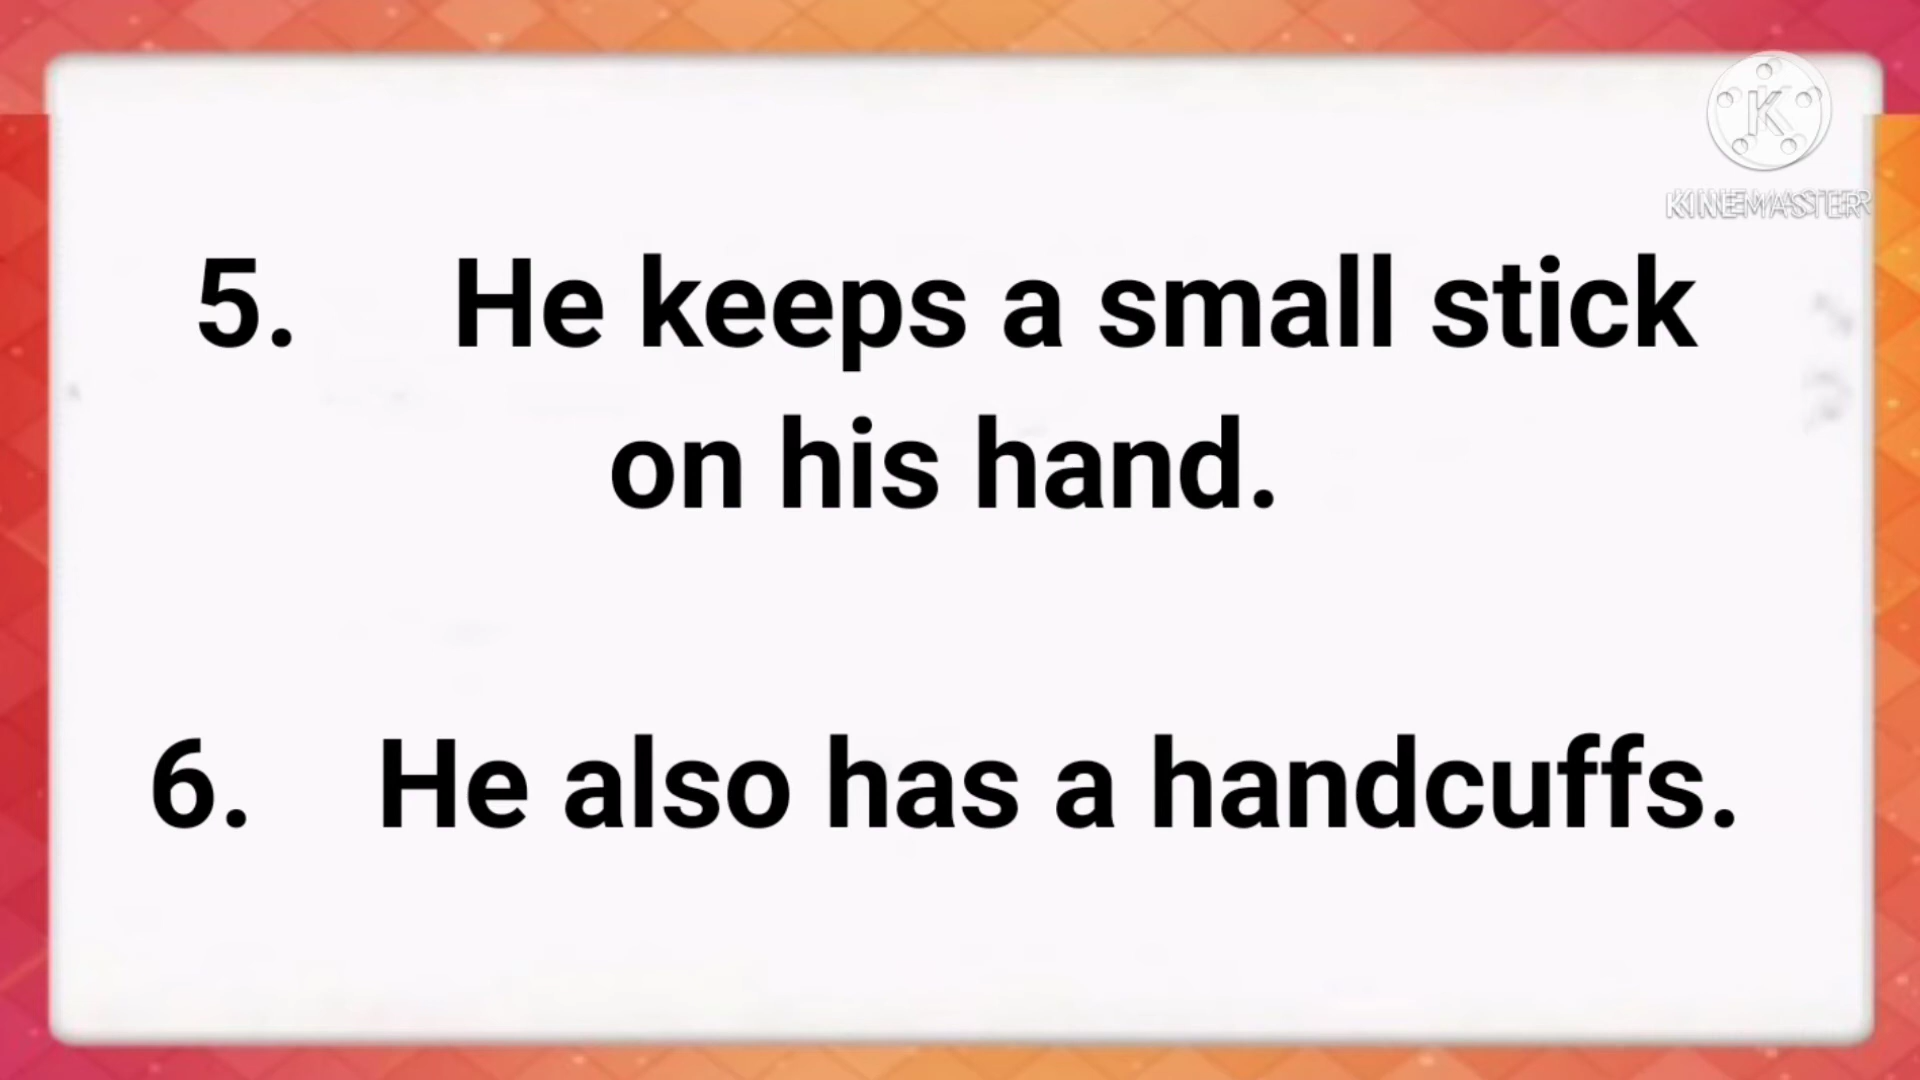 KINEMASTER
5. He keeps a small stick
on his hand.
6. He also has a handcuffs.